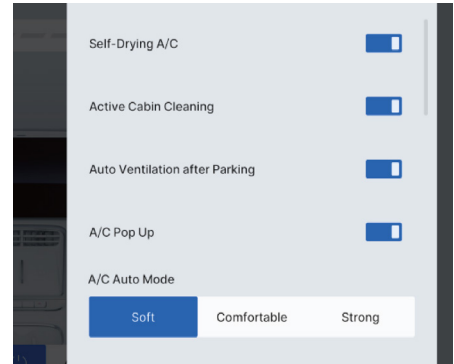 Self-Drying A/C
Active Cabin Cleaning
Auto Ventilation after Parking
A/C Pop Up
A/C Auto Mode
Soft Comfortable Strong